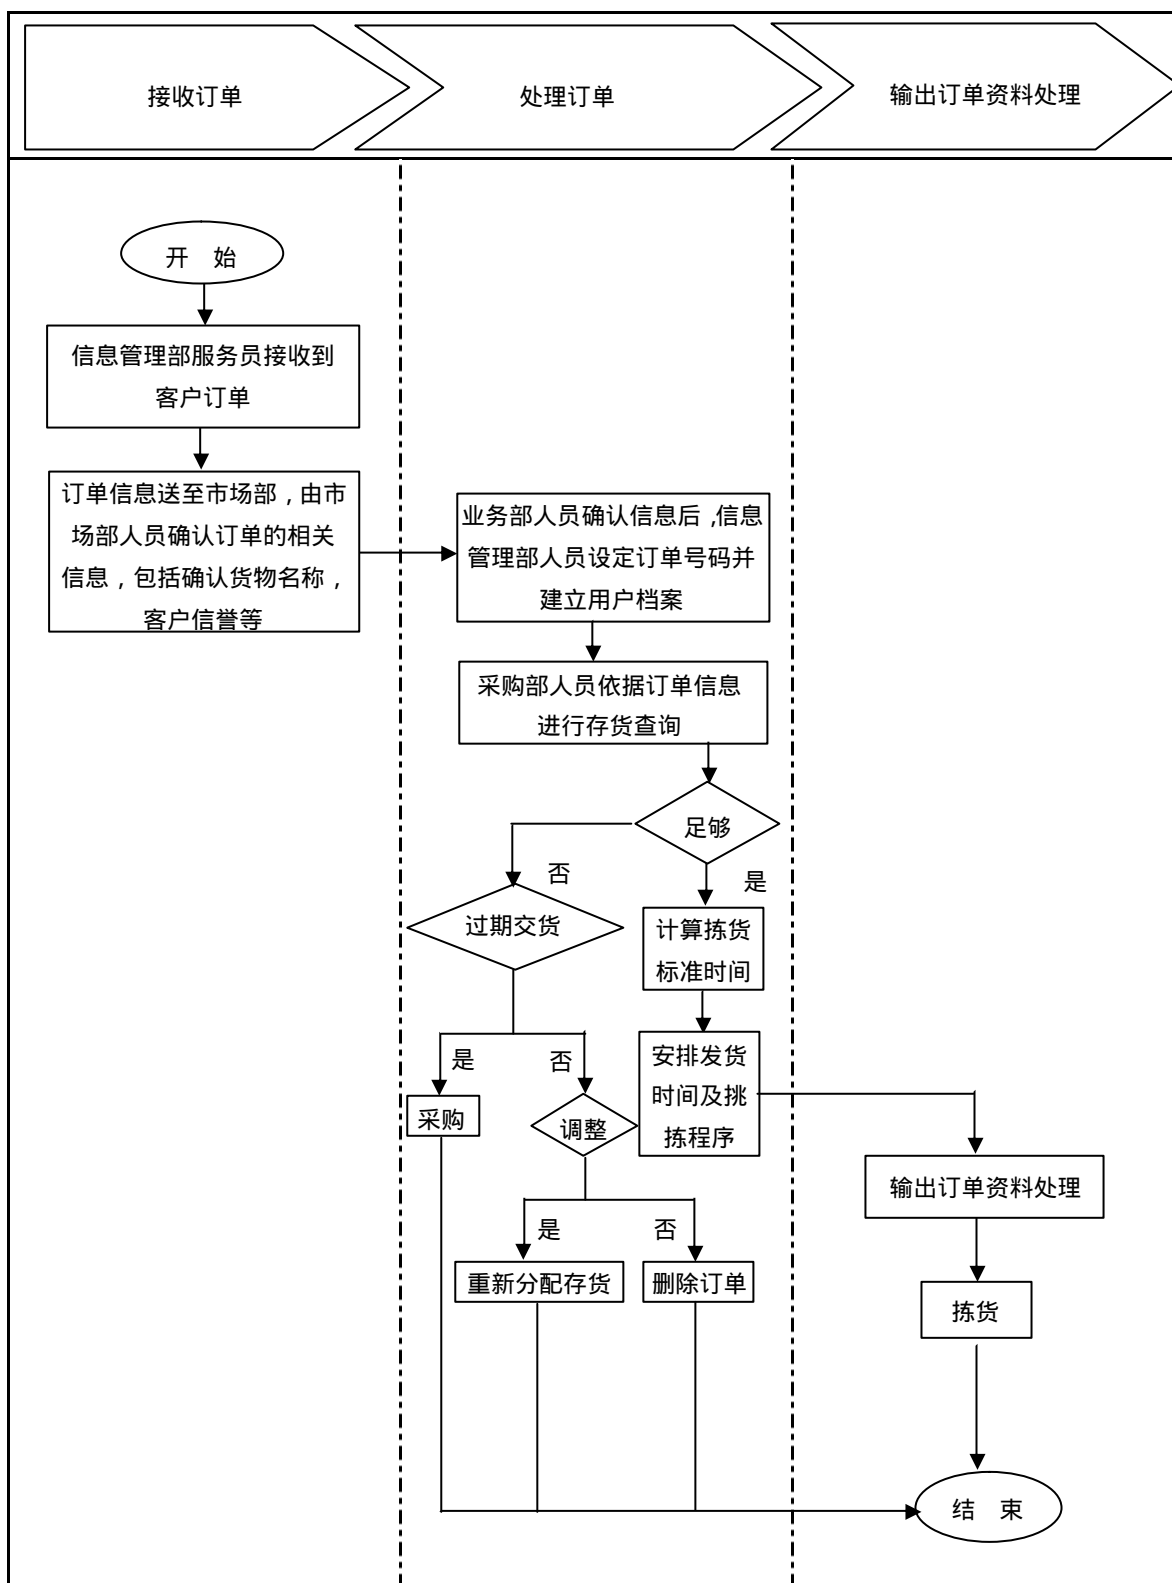 接收订单
处理订单
输出订单资料处理
开 始
信息管理部服务员接收到
客户订单
订单信息送至市场部，由市
场部人员确认订单的相关
信息，包括确认货物名称，
客户信誉等
业务部人员确认信息后，信息
管理部人员设定订单号码并
建立用户档案
采购部人员依据订单信息
进行存货查询
足够
否
是
过期交货
计算拣货
标准时间
是
否
安排发货
时间及挑
拣程序
采购
调整
输出订单资料处理
是
否
重新分配存货
删除订单
拣货
结 束